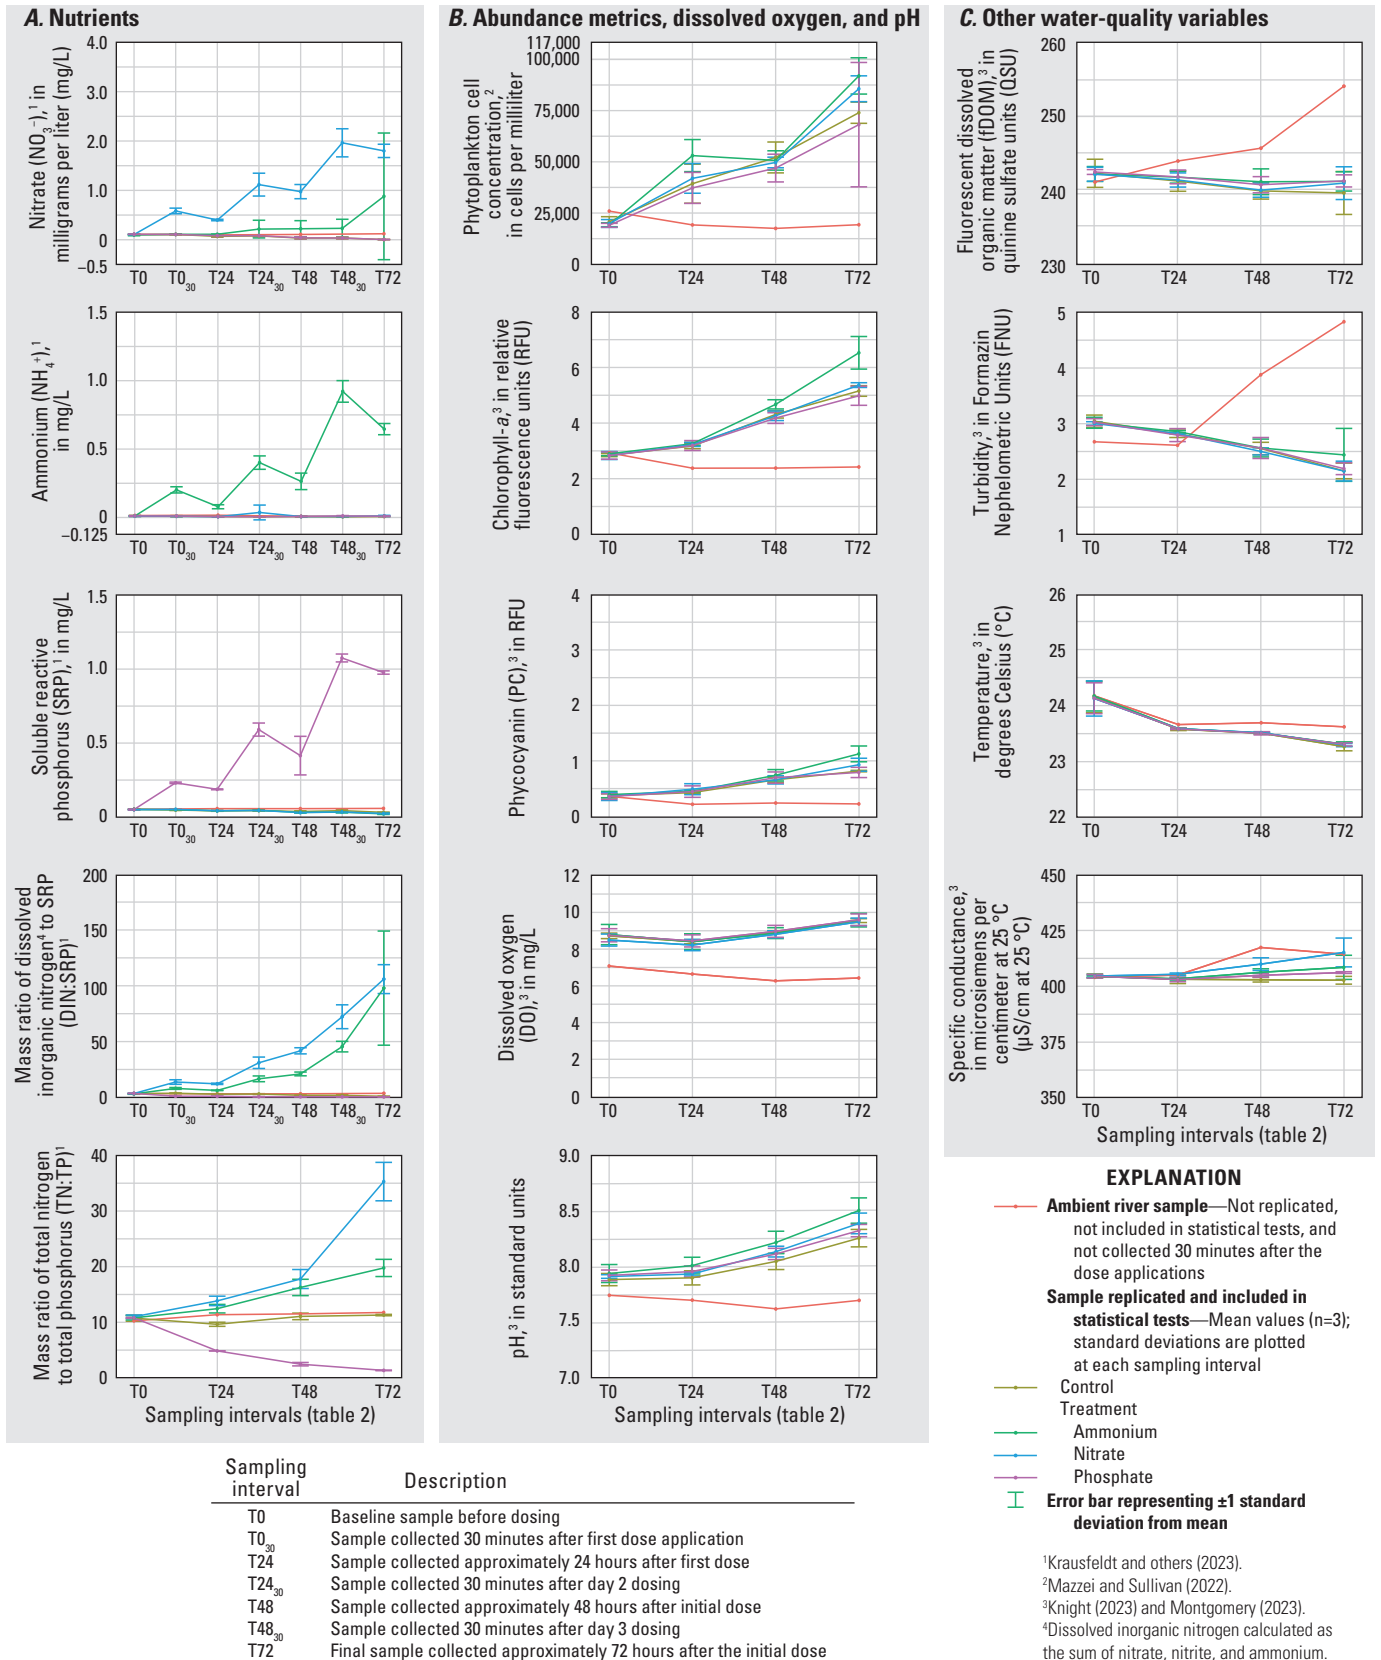 A. Nutrients
Nitrate (NO₃⁻),¹ in
milligrams per liter (mg/L)
4.0
3.0
2.0
1.0
0
−0.5
T0 T0₃₀ T24 T24₃₀ T48 T48₃₀ T72
Ammonium (NH₄⁺),¹
in mg/L
1.5
1.0
0.5
0
−0.125
T0 T0₃₀ T24 T24₃₀ T48 T48₃₀ T72
Soluble reactive
phosphorus (SRP),¹ in mg/L
1.5
1.0
0.5
0
T0 T0₃₀ T24 T24₃₀ T48 T48₃₀ T72
Mass ratio of dissolved
inorganic nitrogen⁴ to SRP
(DIN:SRP)¹
200
150
100
50
0
T0 T0₃₀ T24 T24₃₀ T48 T48₃₀ T72
Mass ratio of total nitrogen
to total phosphorus (TN:TP)¹
40
30
20
10
0
T0 T24 T48 T72
Sampling intervals (table 2)
B. Abundance metrics, dissolved oxygen, and pH
Phytoplankton cell
concentration,²
in cells per milliliter
117,000
100,000
75,000
50,000
25,000
0
T0 T24 T48 T72
Chlorophyll-a,³ in relative
fluorescence units (RFU)
8
6
4
2
0
T0 T24 T48 T72
Phycocyanin (PC),³ in RFU
4
3
2
1
0
T0 T24 T48 T72
Dissolved oxygen
(DO),³ in mg/L
12
10
8
6
4
2
0
T0 T24 T48 T72
pH,³ in standard units
9.0
8.5
8.0
7.5
7.0
T0 T24 T48 T72
Sampling intervals (table 2)
C. Other water-quality variables
Fluorescent dissolved
organic matter (fDOM),³ in
quinine sulfate units (QSU)
260
250
240
230
T0 T24 T48 T72
Turbidity,³ in Formazin
Nephelometric Units (FNU)
5
4
3
2
1
T0 T24 T48 T72
Temperature,³ in
degrees Celsius (°C)
26
25
24
23
22
T0 T24 T48 T72
Specific conductance,³
in microsiemens per
centimeter at 25 °C
(µS/cm at 25 °C)
450
425
400
375
350
T0 T24 T48 T72
Sampling intervals (table 2)
EXPLANATION
Ambient river sample—Not replicated,
not included in statistical tests, and
not collected 30 minutes after the
dose applications
Sample replicated and included in
statistical tests—Mean values (n=3);
standard deviations are plotted
at each sampling interval
Control
Treatment
Ammonium
Nitrate
Phosphate
Error bar representing ±1 standard
deviation from mean
¹Krausfeldt and others (2023).
²Mazzei and Sullivan (2022).
³Knight (2023) and Montgomery (2023).
⁴Dissolved inorganic nitrogen calculated as
the sum of nitrate, nitrite, and ammonium.
Sampling
interval
Description
T0 Baseline sample before dosing
T0₃₀ Sample collected 30 minutes after first dose application
T24 Sample collected approximately 24 hours after first dose
T24₃₀ Sample collected 30 minutes after day 2 dosing
T48 Sample collected approximately 48 hours after initial dose
T48₃₀ Sample collected 30 minutes after day 3 dosing
T72 Final sample collected approximately 72 hours after the initial dose